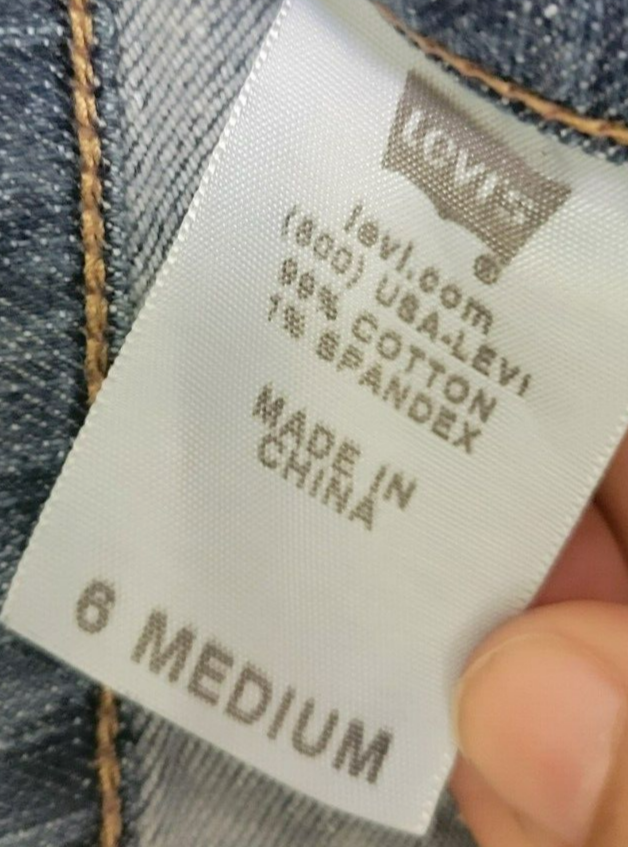 Levi's
®
levi.com
(800) USA-LEVI
99% COTTON
1% SPANDEX
MADE IN
CHINA
6 MEDIUM